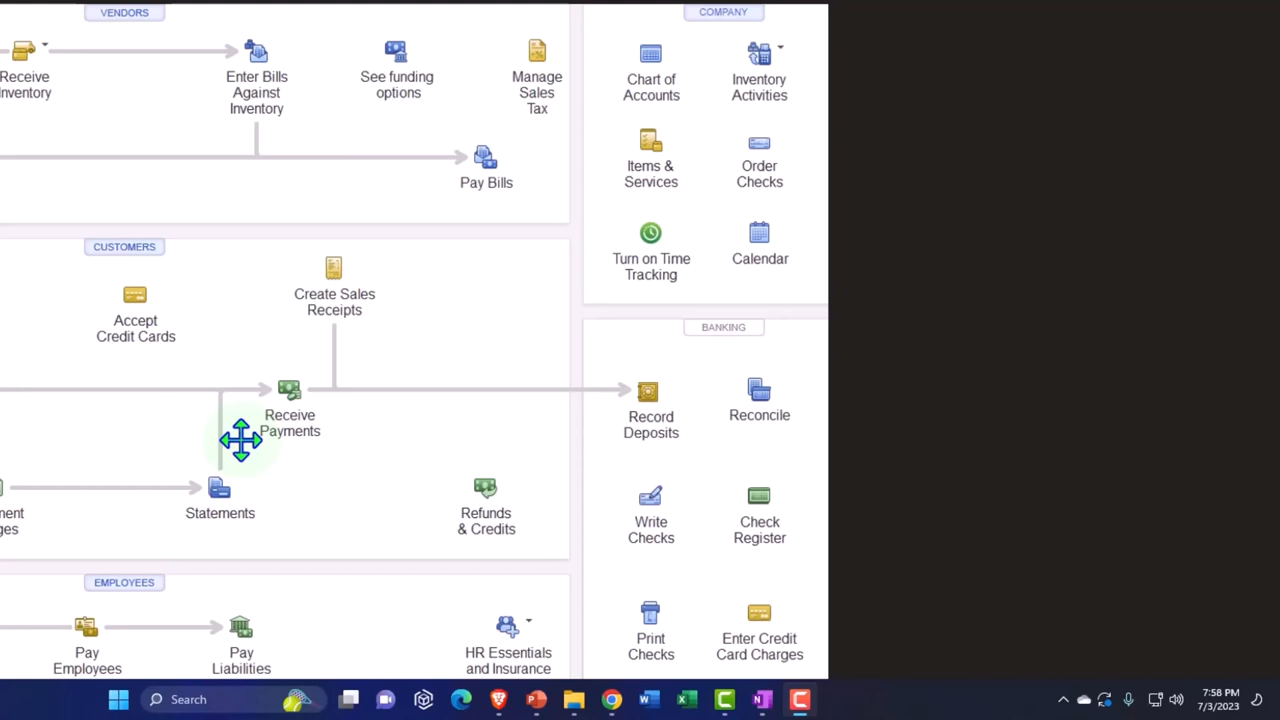 VENDORS
COMPANY
Receive
Inventory
Enter Bills
Against
Inventory
See funding
options
Manage
Sales
Tax
Chart of
Accounts
Inventory
Activities
Pay Bills
Items &
Services
Order
Checks
CUSTOMERS
Turn on Time
Tracking
Calendar
Accept
Credit Cards
Create Sales
Receipts
BANKING
Receive
Payments
Record
Deposits
Reconcile
Statements
Refunds
& Credits
Write
Checks
Check
Register
EMPLOYEES
Pay
Employees
Pay
Liabilities
HR Essentials
and Insurance
Print
Checks
Enter Credit
Card Charges
Search
7:58 PM
7/3/2023